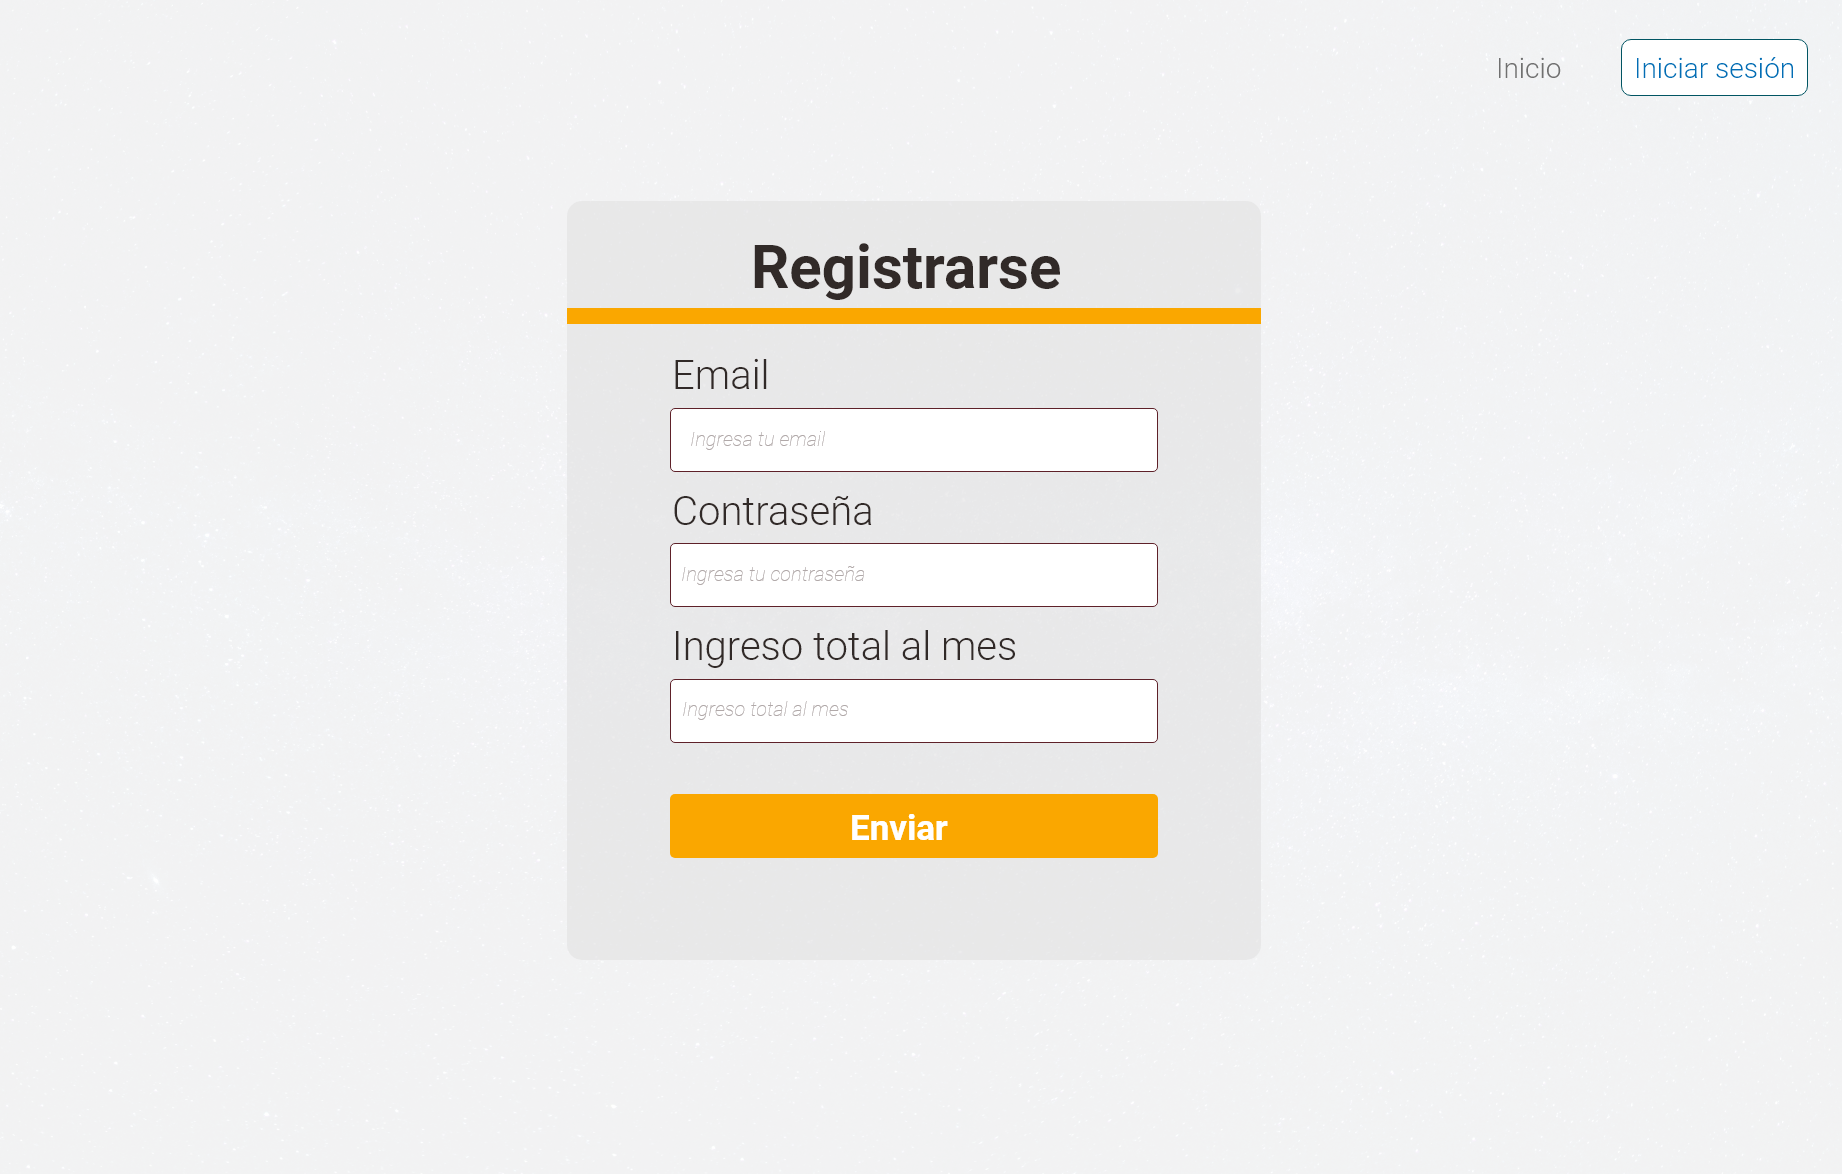 Inicio
Iniciar sesión
Registrarse
Email
Ingresa tu email
Contraseña
Ingresa tu contraseña
Ingreso total al mes
Ingreso total al mes
Enviar